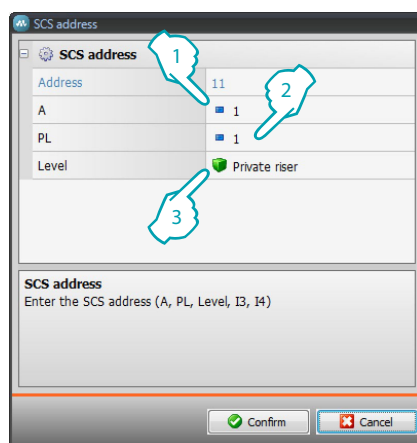 SCS address
SCS address
Address 11
A 1
PL 1
Level Private riser
1
2
3
SCS address
Enter the SCS address (A, PL, Level, I3, I4)
Confirm Cancel